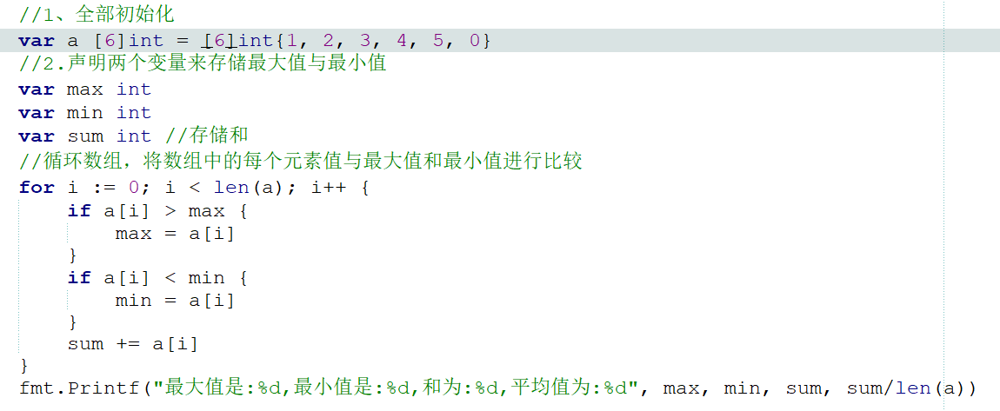 //1、全部初始化
var a [6]int = [6]int{1, 2, 3, 4, 5, 0}
//2.声明两个变量来存储最大值与最小值
var max int
var min int
var sum int //存储和
//循环数组，将数组中的每个元素值与最大值和最小值进行比较
for i := 0; i < len(a); i++ {
    if a[i] > max {
        max = a[i]
    }
    if a[i] < min {
        min = a[i]
    }
    sum += a[i]
}
fmt.Printf("最大值是:%d,最小值是:%d,和为:%d,平均值为:%d", max, min, sum, sum/len(a))